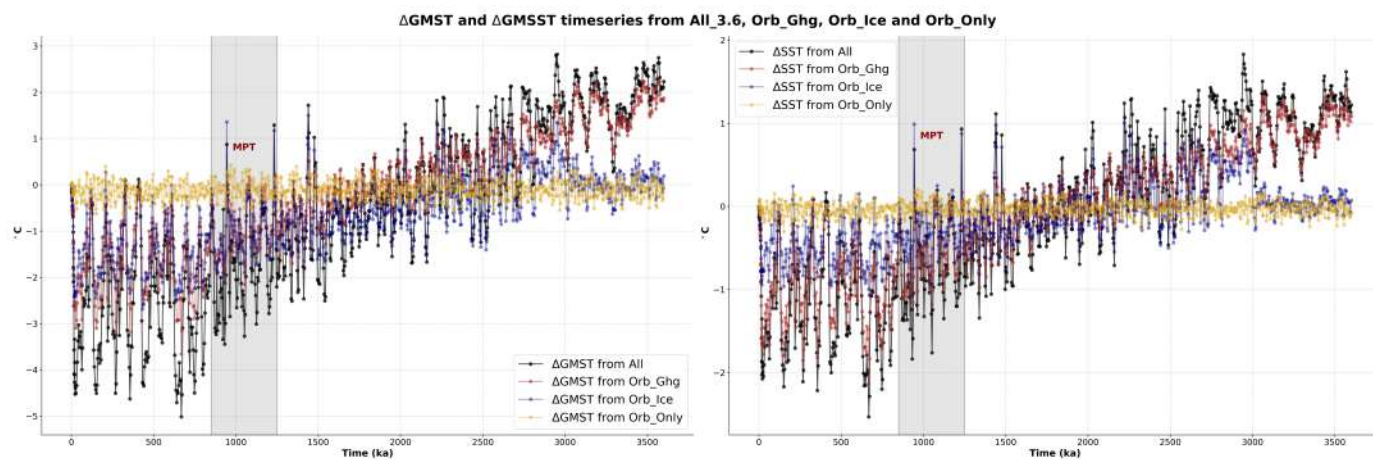 ΔGMST and ΔGMSST timeseries from All_3.6, Orb_Ghg, Orb_Ice and Orb_Only
3
2
1
0
−1
−2
−3
−4
−5
°C
MPT
ΔGMST from All
ΔGMST from Orb_Ghg
ΔGMST from Orb_Ice
ΔGMST from Orb_Only
0 500 1000 1500 2000 2500 3000 3500
Time (ka)
2
1
0
−1
−2
°C
ΔSST from All
ΔSST from Orb_Ghg
ΔSST from Orb_Ice
ΔSST from Orb_Only
MPT
0 500 1000 1500 2000 2500 3000 3500
Time (ka)